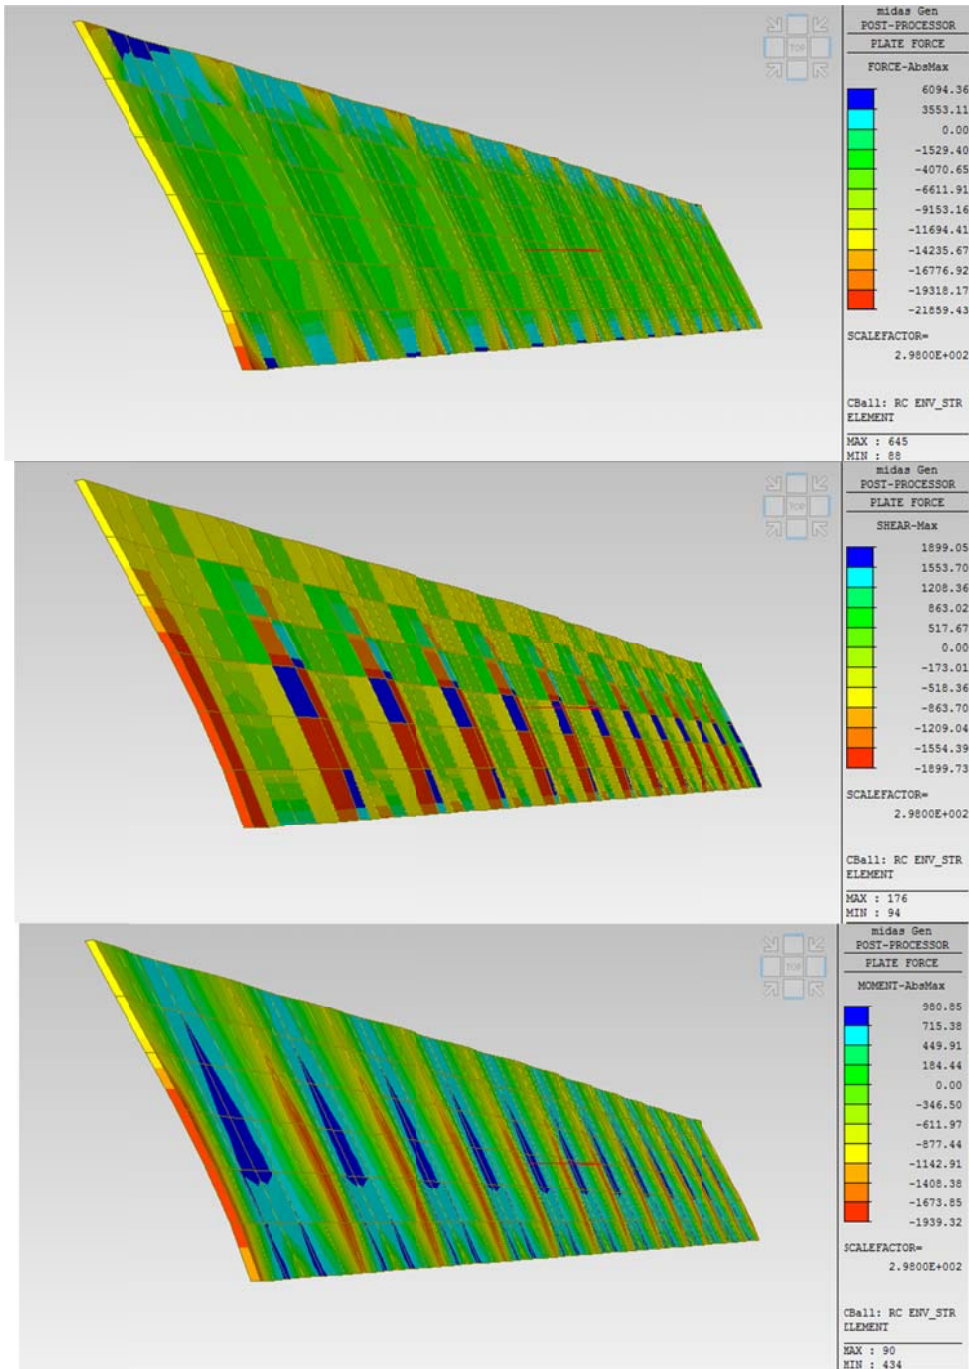 midas Gen
POST-PROCESSOR
PLATE FORCE
FORCE-AbsMax
6094.36
3553.11
0.00
-1529.40
-4070.65
-6611.91
-9153.16
-11694.41
-14235.67
-16776.92
-19318.17
-21859.43
SCALEFACTOR=
2.9800E+002
CBall: RC ENV_STR
ELEMENT
MAX : 645
MIN : 88
TOP
midas Gen
POST-PROCESSOR
PLATE FORCE
SHEAR-Max
1899.05
1553.70
1208.36
863.02
517.67
0.00
-173.01
-518.36
-863.70
-1209.04
-1554.39
-1899.73
SCALEFACTOR=
2.9800E+002
CBall: RC ENV_STR
ELEMENT
MAX : 176
MIN : 94
TOP
midas Gen
POST-PROCESSOR
PLATE FORCE
MOMENT-AbsMax
980.85
715.38
449.91
184.44
0.00
-346.50
-611.97
-877.44
-1142.91
-1408.38
-1673.85
-1939.32
SCALEFACTOR=
2.9800E+002
CBall: RC ENV_STR
ELEMENT
MAX : 90
MIN : 434
TOP